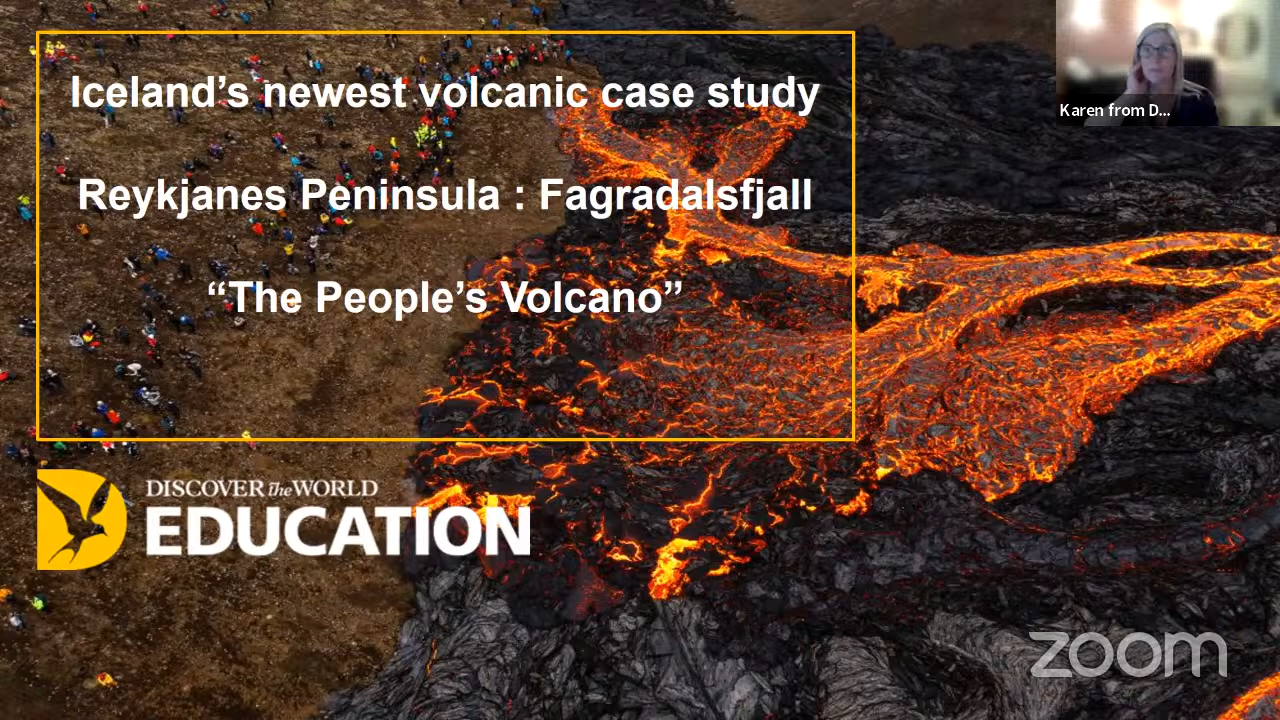 Iceland’s newest volcanic case study
Reykjanes Peninsula : Fagradalsfjall
“The People’s Volcano”
Karen from D...
DISCOVER the WORLD
EDUCATION
zoom